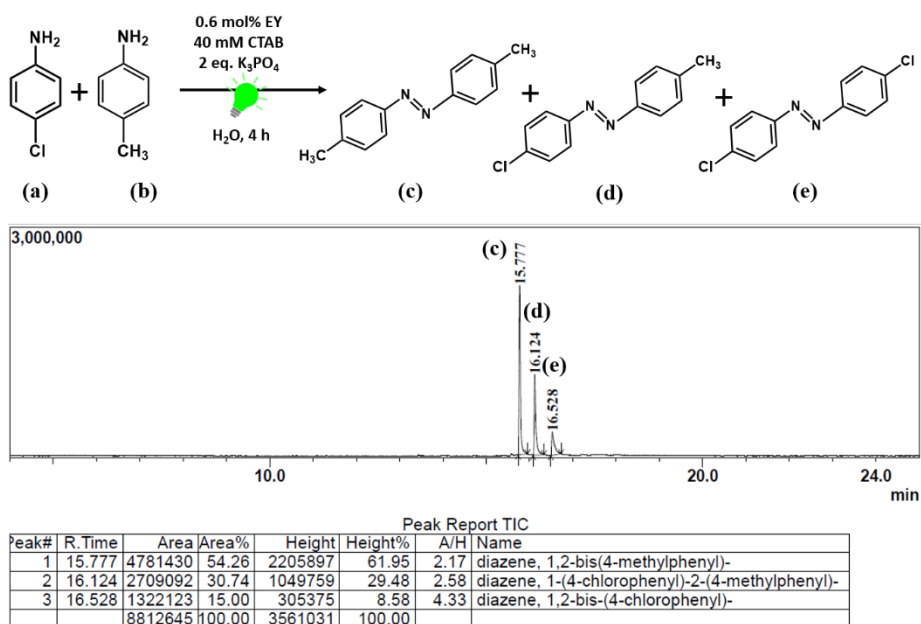 NH₂
NH₂
0.6 mol% EY
40 mM CTAB
2 eq. K₃PO₄
H₂O, 4 h
Cl
CH₃
CH₃
N
N
H₃C
CH₃
N
N
Cl
Cl
N
N
Cl
+
+
+
(a)
(b)
(c)
(d)
(e)
3,000,000
(c)
15.777
(d)
16.124
(e)
16.528
10.0
20.0
24.0
min
Peak Report TIC
Peak# R.Time Area Area% Height Height% A/H Name
1 15.777 4781430 54.26 2205897 61.95 2.17 diazene, 1,2-bis(4-methylphenyl)-
2 16.124 2709092 30.74 1049759 29.48 2.58 diazene, 1-(4-chlorophenyl)-2-(4-methylphenyl)-
3 16.528 1322123 15.00 305375 8.58 4.33 diazene, 1,2-bis-(4-chlorophenyl)-
8812645 100.00 3561031 100.00